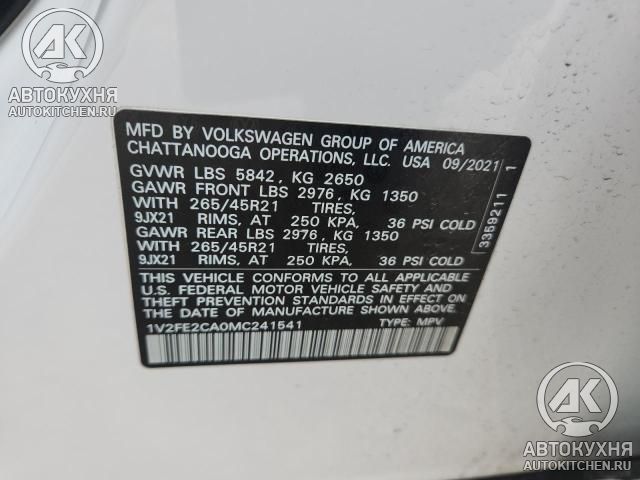 AK
АВТОКУХНЯ
AUTOKITCHEN.RU
MFD BY VOLKSWAGEN GROUP OF AMERICA
CHATTANOOGA OPERATIONS, LLC. USA 09/2021
GVWR LBS 5842, KG 2650
GAWR FRONT LBS 2976, KG 1350
WITH 265/45R21 TIRES,
9JX21 RIMS, AT 250 KPA, 36 PSI COLD
GAWR REAR LBS 2976, KG 1350
WITH 265/45R21 TIRES,
9JX21 RIMS, AT 250 KPA, 36 PSI COLD
THIS VEHICLE CONFORMS TO ALL APPLICABLE
U.S. FEDERAL MOTOR VEHICLE SAFETY AND
THEFT PREVENTION STANDARDS IN EFFECT ON
THE DATE OF MANUFACTURE SHOWN ABOVE.
1V2FE2CA0MC241541 TYPE: MPV
3359211 1
AK
АВТОКУХНЯ
AUTOKITCHEN.RU